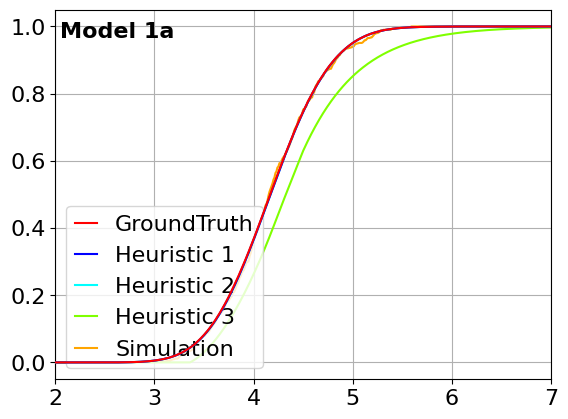 1.0
0.8
0.6
0.4
0.2
0.0
Model 1a
GroundTruth
Heuristic 1
Heuristic 2
Heuristic 3
Simulation
2 3 4 5 6 7